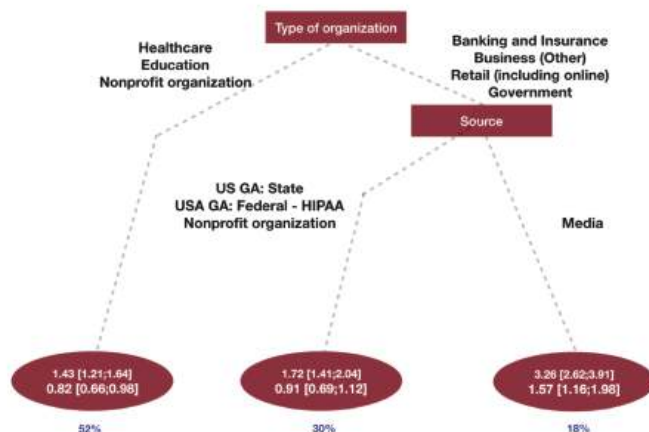 Type of organization
Healthcare
Education
Nonprofit organization
Banking and Insurance
Business (Other)
Retail (including online)
Government
Source
US GA: State
USA GA: Federal - HIPAA
Nonprofit organization
Media
1.43 [1.21;1.64]
0.82 [0.66;0.98]
1.72 [1.41;2.04]
0.91 [0.69;1.12]
3.26 [2.62;3.91]
1.57 [1.16;1.98]
52%
30%
18%